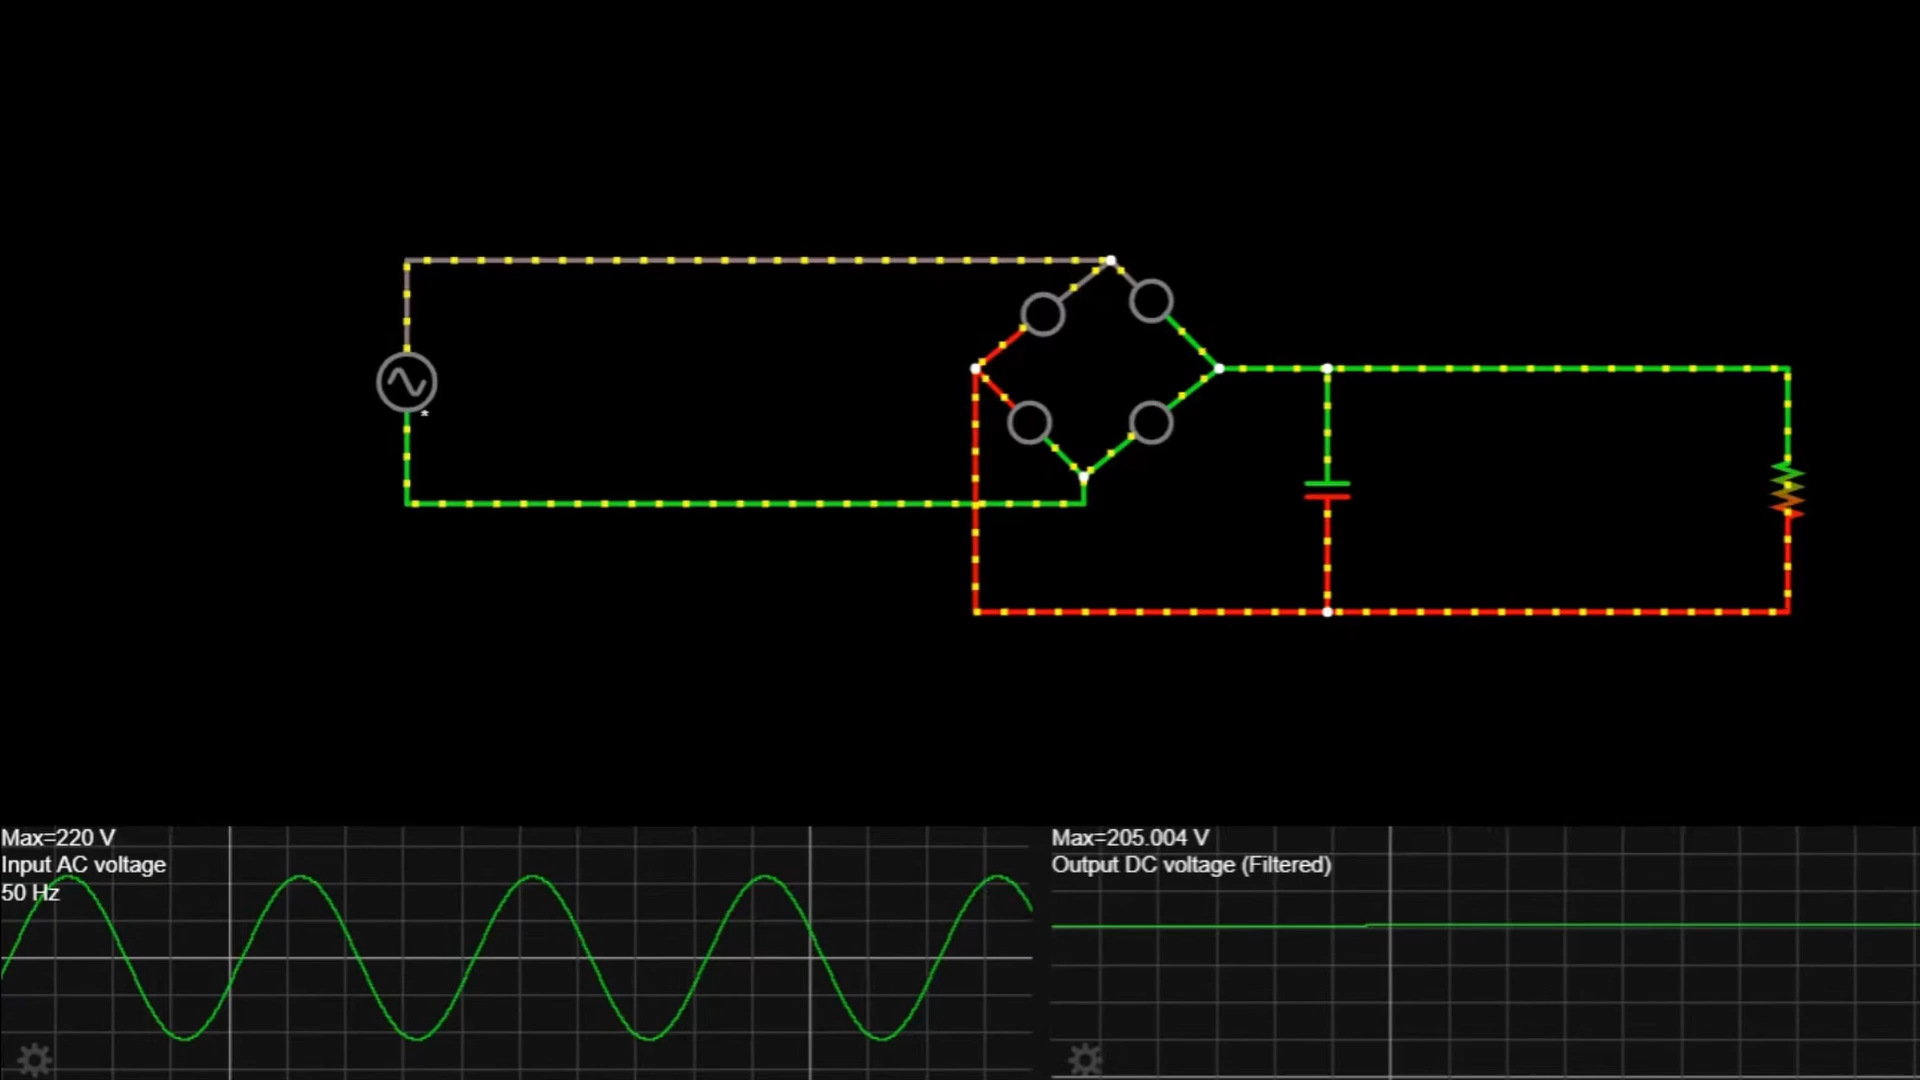 *
Max=220 V
Input AC voltage
50 Hz
Max=205.004 V
Output DC voltage (Filtered)